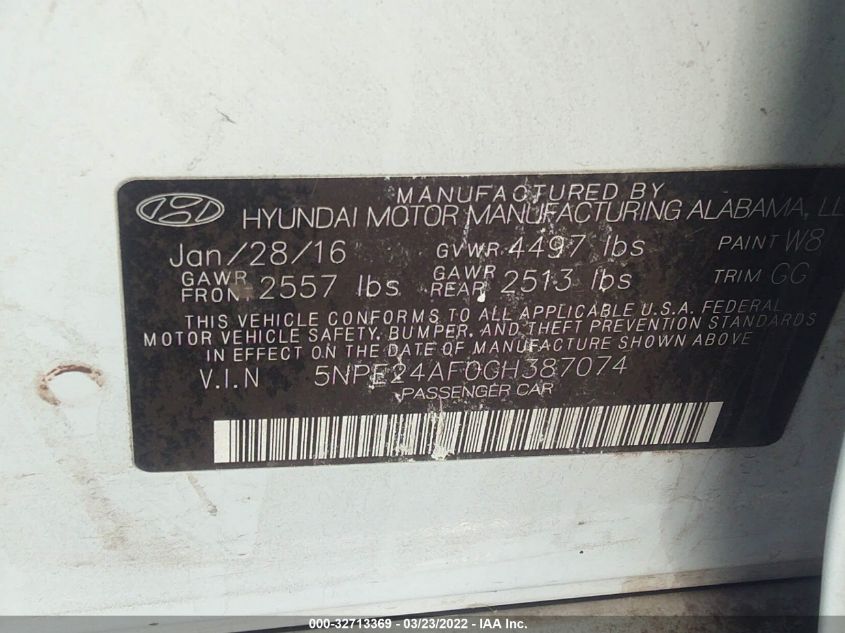 MANUFACTURED BY
HYUNDAI MOTOR MANUFACTURING ALABAMA, LL
Jan/28/16 GVWR 4497 lbs PAINT W8
GAWR FRONT 2557 lbs GAWR REAR 2513 lbs TRIM GG
THIS VEHICLE CONFORMS TO ALL APPLICABLE U.S.A. FEDERAL
MOTOR VEHICLE SAFETY, BUMPER, AND THEFT PREVENTION STANDARDS
IN EFFECT ON THE DATE OF MANUFACTURE SHOWN ABOVE
V.I.N 5NPE24AF0GH387074
PASSENGER CAR
000-32713369 - 03/23/2022 - IAA Inc.